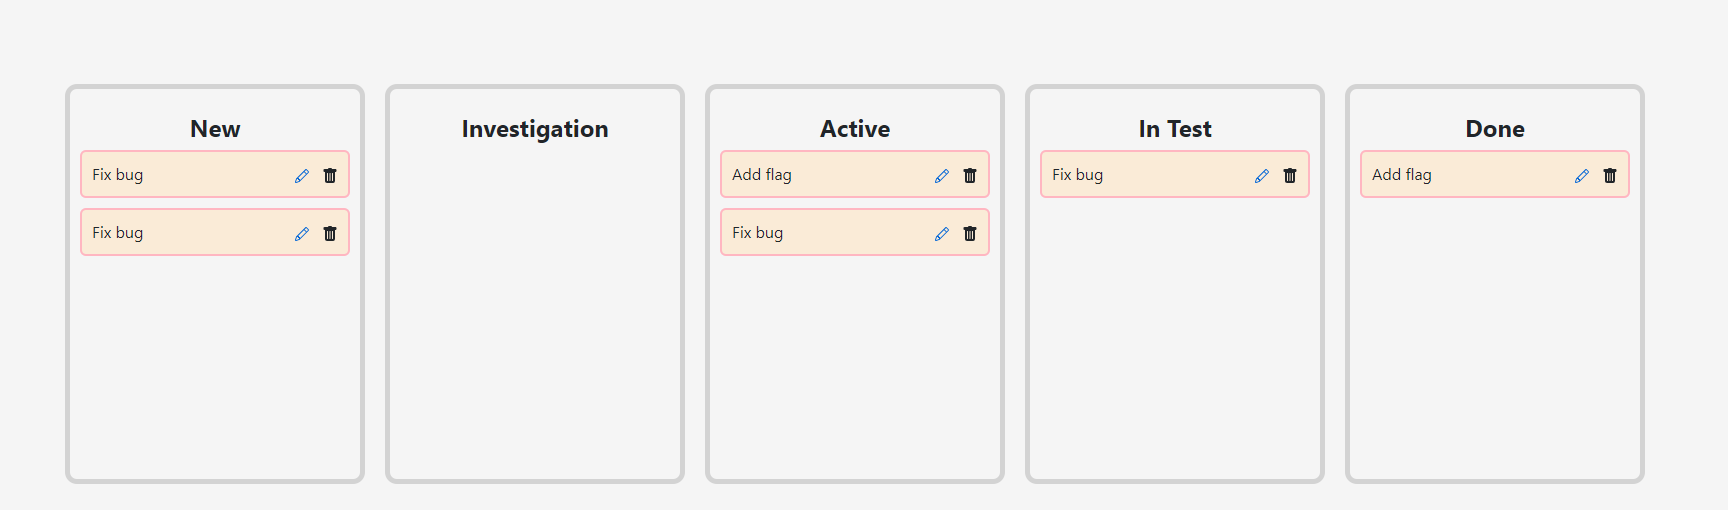 New
Fix bug
Fix bug
Investigation
Active
Add flag
Fix bug
In Test
Fix bug
Done
Add flag